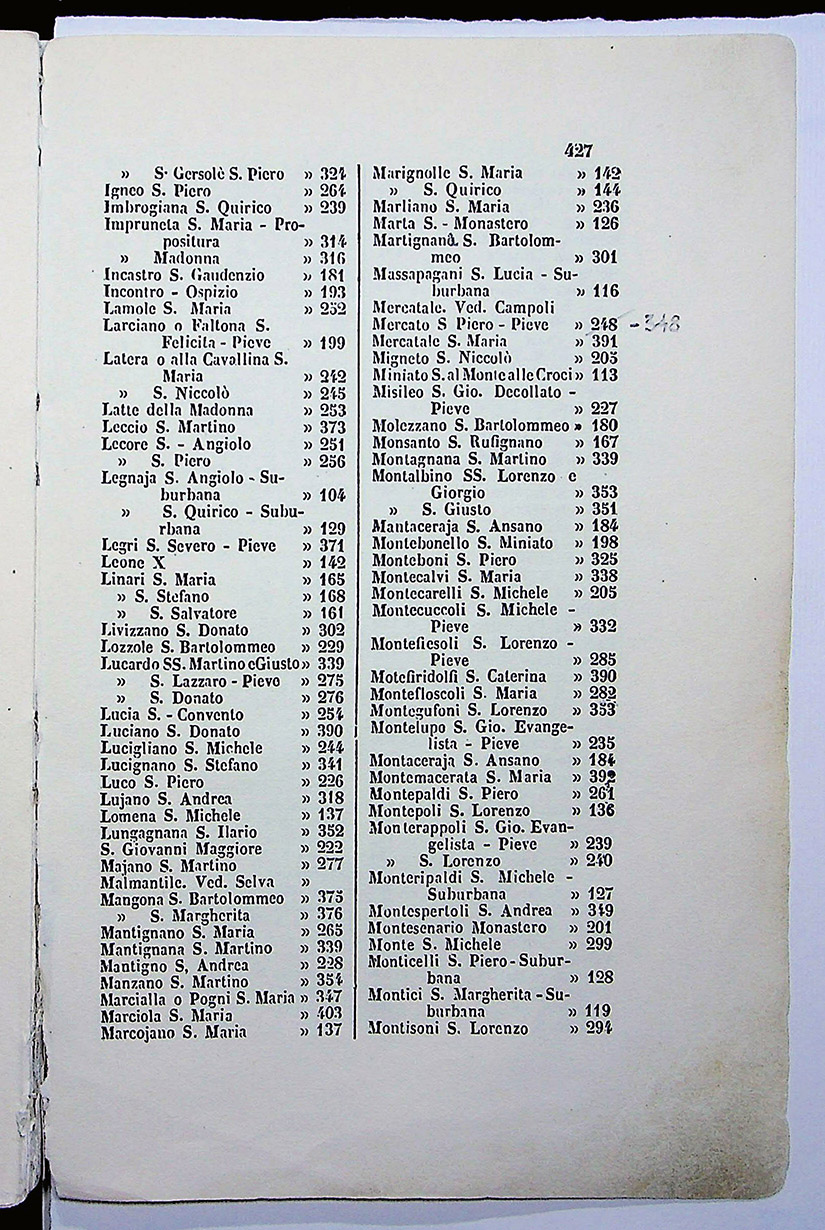 427
» S· Gersolè S. Piero » 324
Igneo S. Piero » 264
Imbrogiana S. Quirico » 239
Impruneta S. Maria - Pro-
positura » 314
» Madonna » 316
Incastro S. Gaudenzio » 181
Incontro - Ospizio » 193
Lamole S. Maria » 252
Larciano o Faltona S.
Felicita - Pieve » 199
Latera o alla Cavallina S.
Maria » 242
» S. Niccolò » 245
Latte della Madonna » 253
Leccio S. Martino » 373
Lecore S. - Angiolo » 251
» S. Piero » 256
Legnaja S. Angiolo - Su-
burbana » 104
» S. Quirico - Subu-
rbana » 129
Legri S. Severo - Pieve » 371
Leone X » 142
Linari S. Maria » 165
» S. Stefano » 168
» S. Salvatore » 161
Livizzano S. Donato » 302
Lozzole S. Bartolommeo » 229
Lucardo SS. Martino e Giusto » 339
» S. Lazzaro - Pieve » 275
» S. Donato » 276
Lucia S. - Convento » 254
Luciano S. Donato » 390
Lucigliano S. Michele » 244
Lucignano S. Stefano » 341
Luco S. Piero » 226
Lujano S. Andrea » 318
Lomena S. Michele » 137
Lungagnana S. Ilario » 352
S. Giovanni Maggiore » 222
Majano S. Martino » 277
Malmantile. Ved. Selva »
Mangona S. Bartolommeo » 375
» S. Margherita » 376
Mantignano S. Maria » 265
Mantignana S. Martino » 339
Mantigno S, Andrea » 228
Manzano S. Martino » 354
Marcialla o Pogni S. Maria » 347
Marciola S. Maria » 403
Marcojano S. Maria » 137
Marignolle S. Maria » 142
» S. Quirico » 144
Marliano S. Maria » 236
Marta S. - Monastero » 126
Martignana S. Bartolom-
meo » 301
Massapagani S. Lucia - Su-
burbana » 116
Mercatale. Ved. Campoli
Mercato S Piero - Pieve » 248 - 348
Mercatale S. Maria » 391
Migneto S. Niccolò » 205
Miniato S. al Monte alle Croci » 113
Misileo S. Gio. Decollato -
Pieve » 227
Molezzano S. Bartolommeo » 180
Monsanto S. Rufignano » 167
Montagnana S. Martino » 339
Montalbino SS. Lorenzo e
Giorgio » 353
» S. Giusto » 351
Mantaceraja S. Ansano » 184
Montebonello S. Miniato » 198
Monteboni S. Piero » 325
Montecalvi S. Maria » 338
Montecarelli S. Michele » 205
Montecuccoli S. Michele -
Pieve » 332
Monteficsoli S. Lorenzo -
Pieve » 285
Motefiridolfi S. Caterina » 390
Montefloscoli S. Maria » 282
Montegufoni S. Lorenzo » 353
Montelupo S. Gio. Evange-
lista - Pieve » 235
Montaceraja S. Ansano » 184
Montemacerata S. Maria » 392
Montepaldi S. Piero » 261
Montepoli S. Lorenzo » 136
Monterappoli S. Gio. Evan-
gelista - Pieve » 239
» S. Lorenzo » 240
Monteripaldi S. Michele -
Suburbana » 127
Montespertoli S. Andrea » 349
Montesenario Monastero » 201
Monte S. Michele » 299
Monticelli S. Piero - Subur-
bana » 128
Montici S. Margherita - Su-
burbana » 119
Montisoni S. Lorenzo » 294